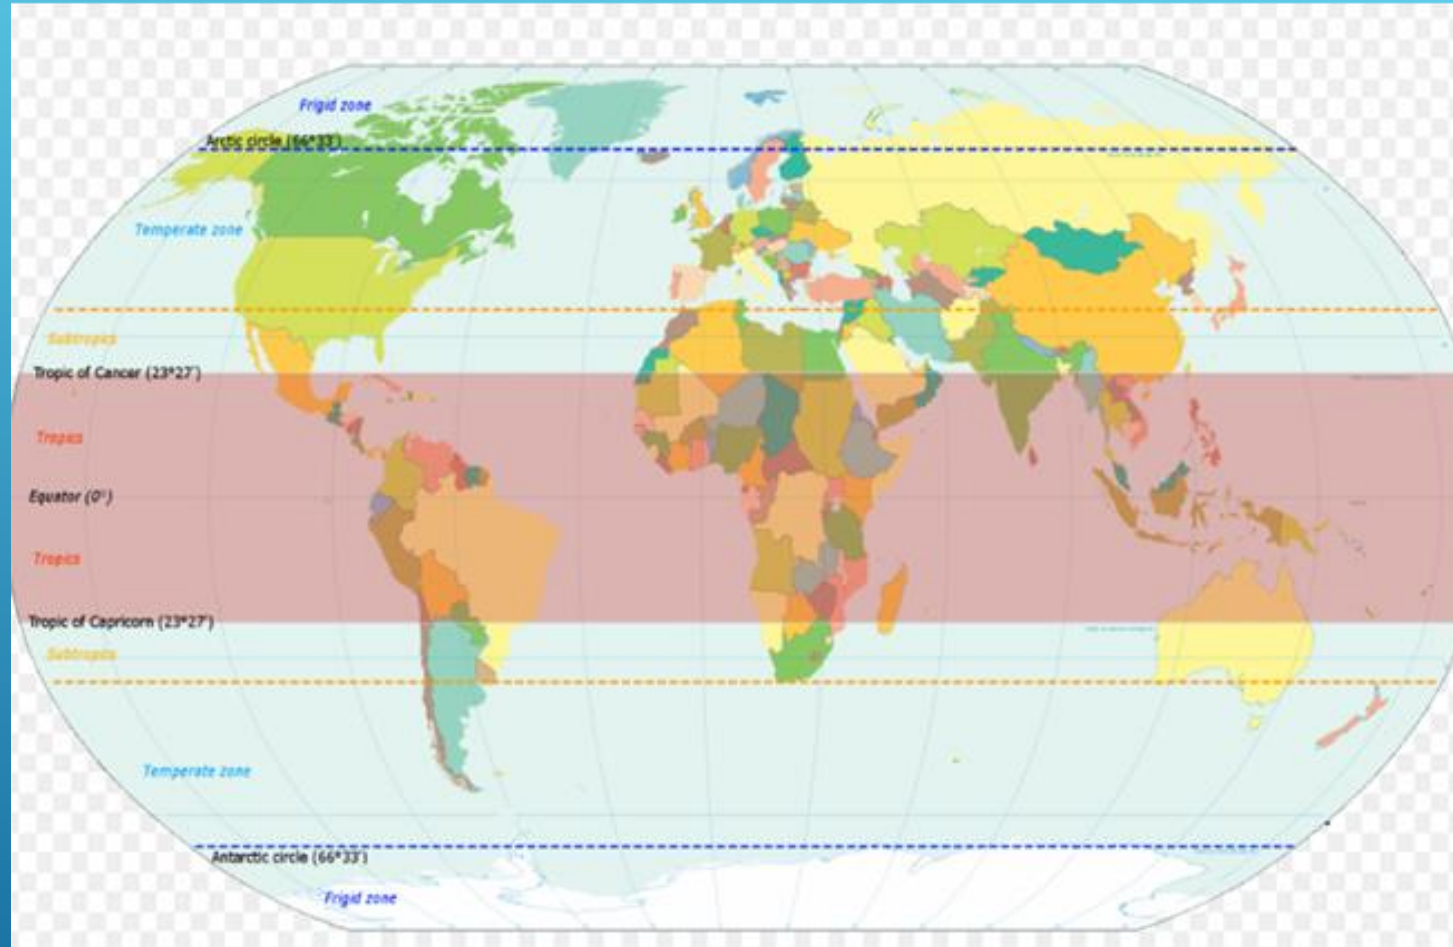 Frigid zone
Arctic circle (66°33')
Temperate zone
Subtropics
Tropic of Cancer (23°27')
Tropics
Equator (0°)
Tropics
Tropic of Capricorn (23°27')
Subtropics
Temperate zone
Antarctic circle (66°33')
Frigid zone